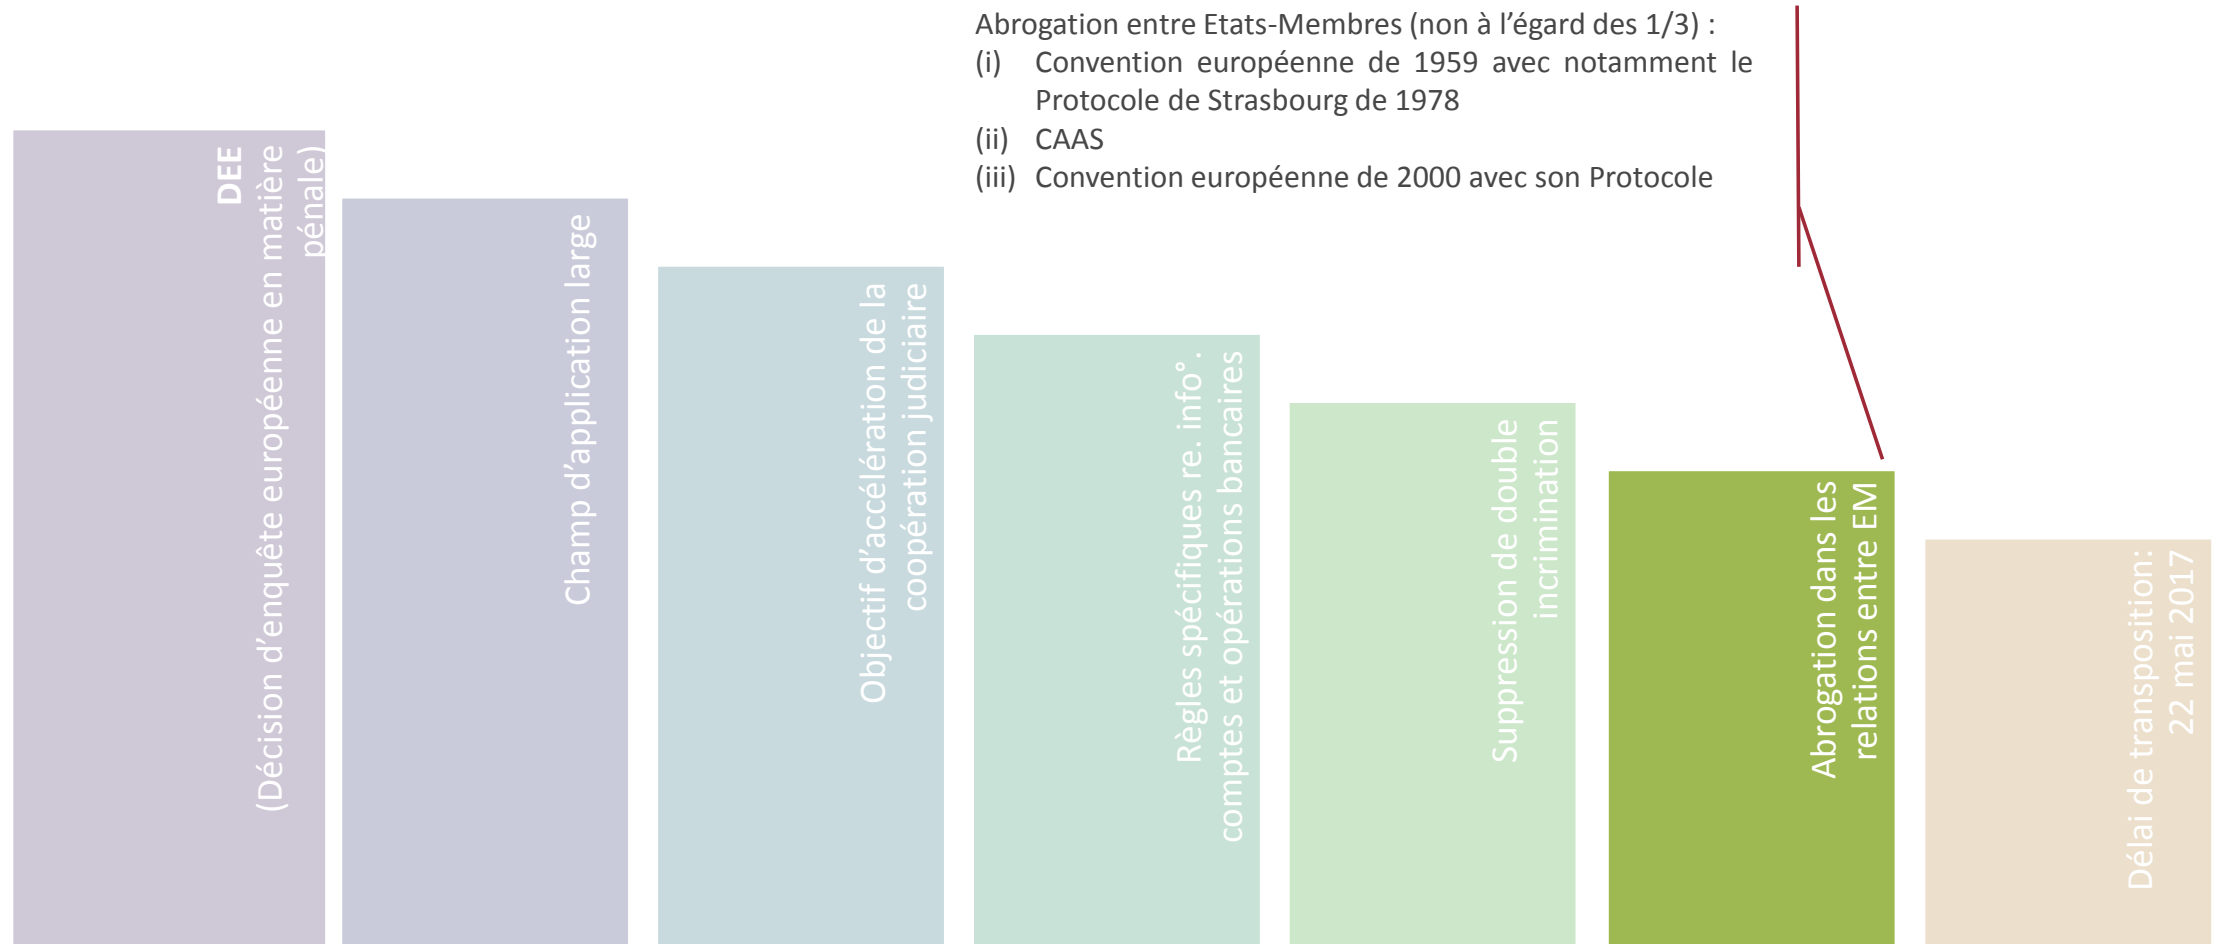 Abrogation entre Etats-Membres (non à l’égard des 1/3) :
(i) Convention européenne de 1959 avec notamment le
Protocole de Strasbourg de 1978
(ii) CAAS
(iii) Convention européenne de 2000 avec son Protocole
DEE
(Décision d’enquête européenne en matière
pénale)
Champ d’application large
Objectif d’accélération de la
coopération judiciaire
Règles spécifiques re. info°.
comptes et opérations bancaires
Suppression de double
incrimination
Abrogation dans les
relations entre EM
Délai de transposition:
22 mai 2017